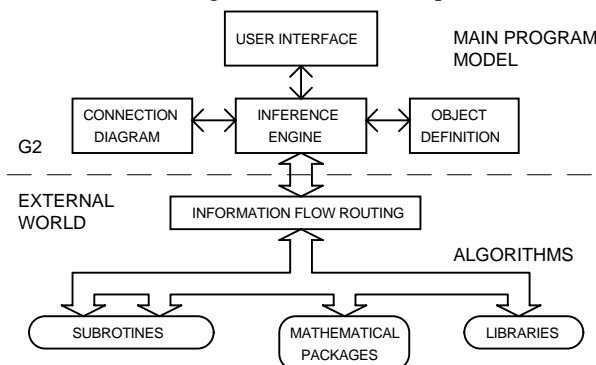 USER INTERFACE
MAIN PROGRAM
MODEL
CONNECTION
DIAGRAM
INFERENCE
ENGINE
OBJECT
DEFINITION
G2
EXTERNAL
WORLD
INFORMATION FLOW ROUTING
ALGORITHMS
SUBROTINES
MATHEMATICAL
PACKAGES
LIBRARIES